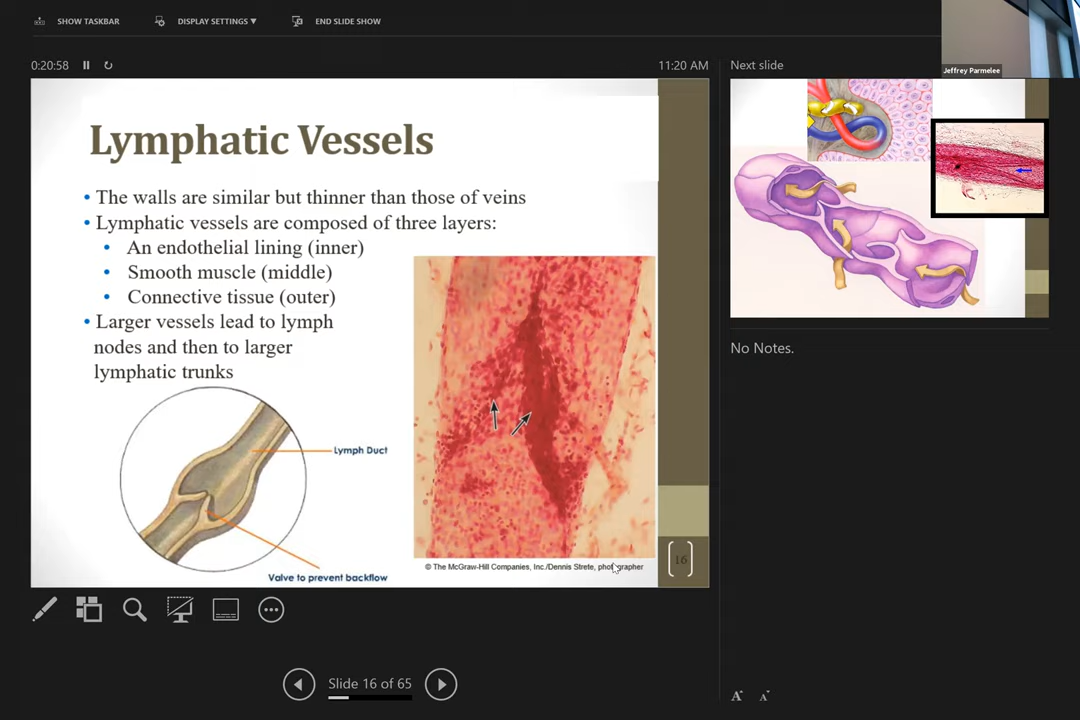 SHOW TASKBAR
DISPLAY SETTINGS ▼
END SLIDE SHOW
Jeffrey Parmelee
0:20:58
11:20 AM
Next slide
Lymphatic Vessels
• The walls are similar but thinner than those of veins
• Lymphatic vessels are composed of three layers:
• An endothelial lining (inner)
• Smooth muscle (middle)
• Connective tissue (outer)
• Larger vessels lead to lymph
nodes and then to larger
lymphatic trunks
Lymph Duct
Valve to prevent backflow
© The McGraw-Hill Companies, Inc./Dennis Strete, photographer
16
No Notes.
Slide 16 of 65
A A